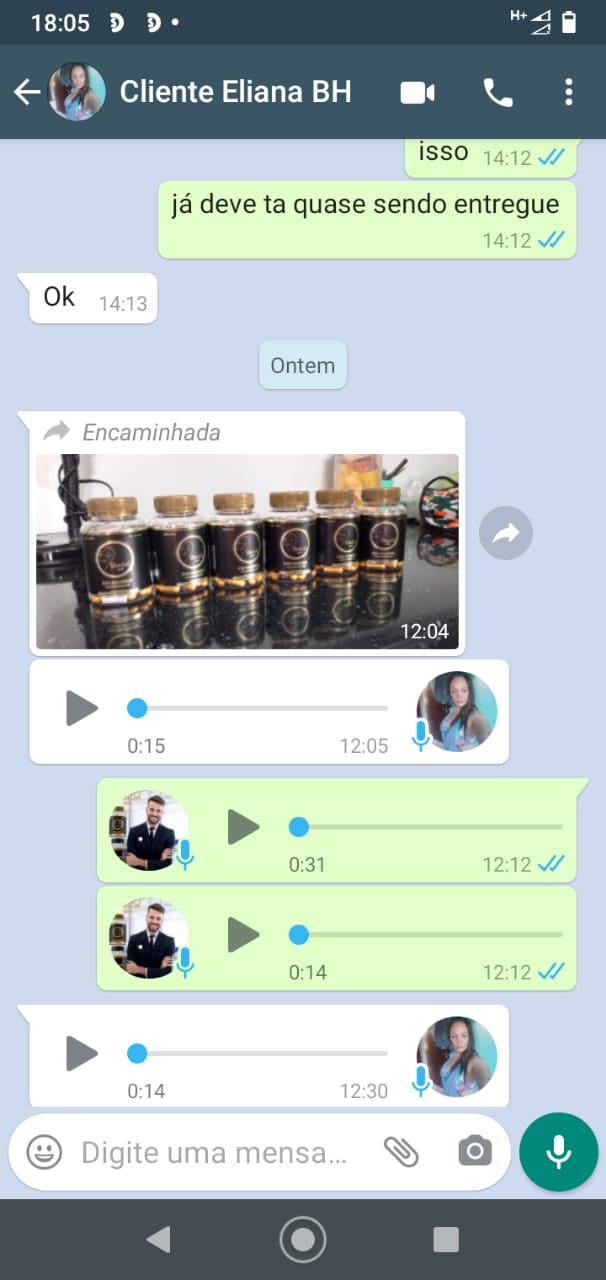 18:05
H+
Cliente Eliana BH
isso 14:12
já deve ta quase sendo entregue
14:12
Ok 14:13
Ontem
Encaminhada
12:04
0:15 12:05
0:31 12:12
0:14 12:12
0:14 12:30
Digite uma mensa...